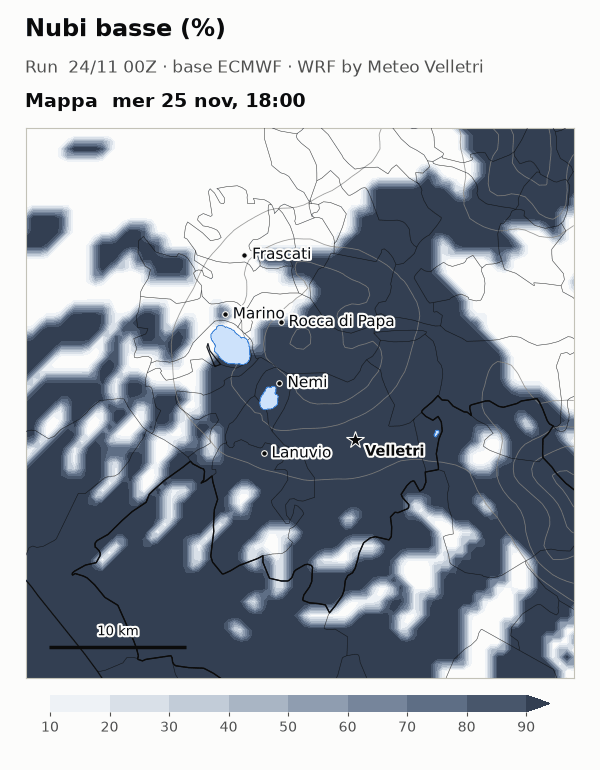 Nubi basse (%)
Run  24/11 00Z · base ECMWF · WRF by Meteo Velletri
Mappa  mer 25 nov, 18:00
Frascati
Marino
Rocca di Papa
Nemi
Velletri
Lanuvio
10 km
10 20 30 40 50 60 70 80 90